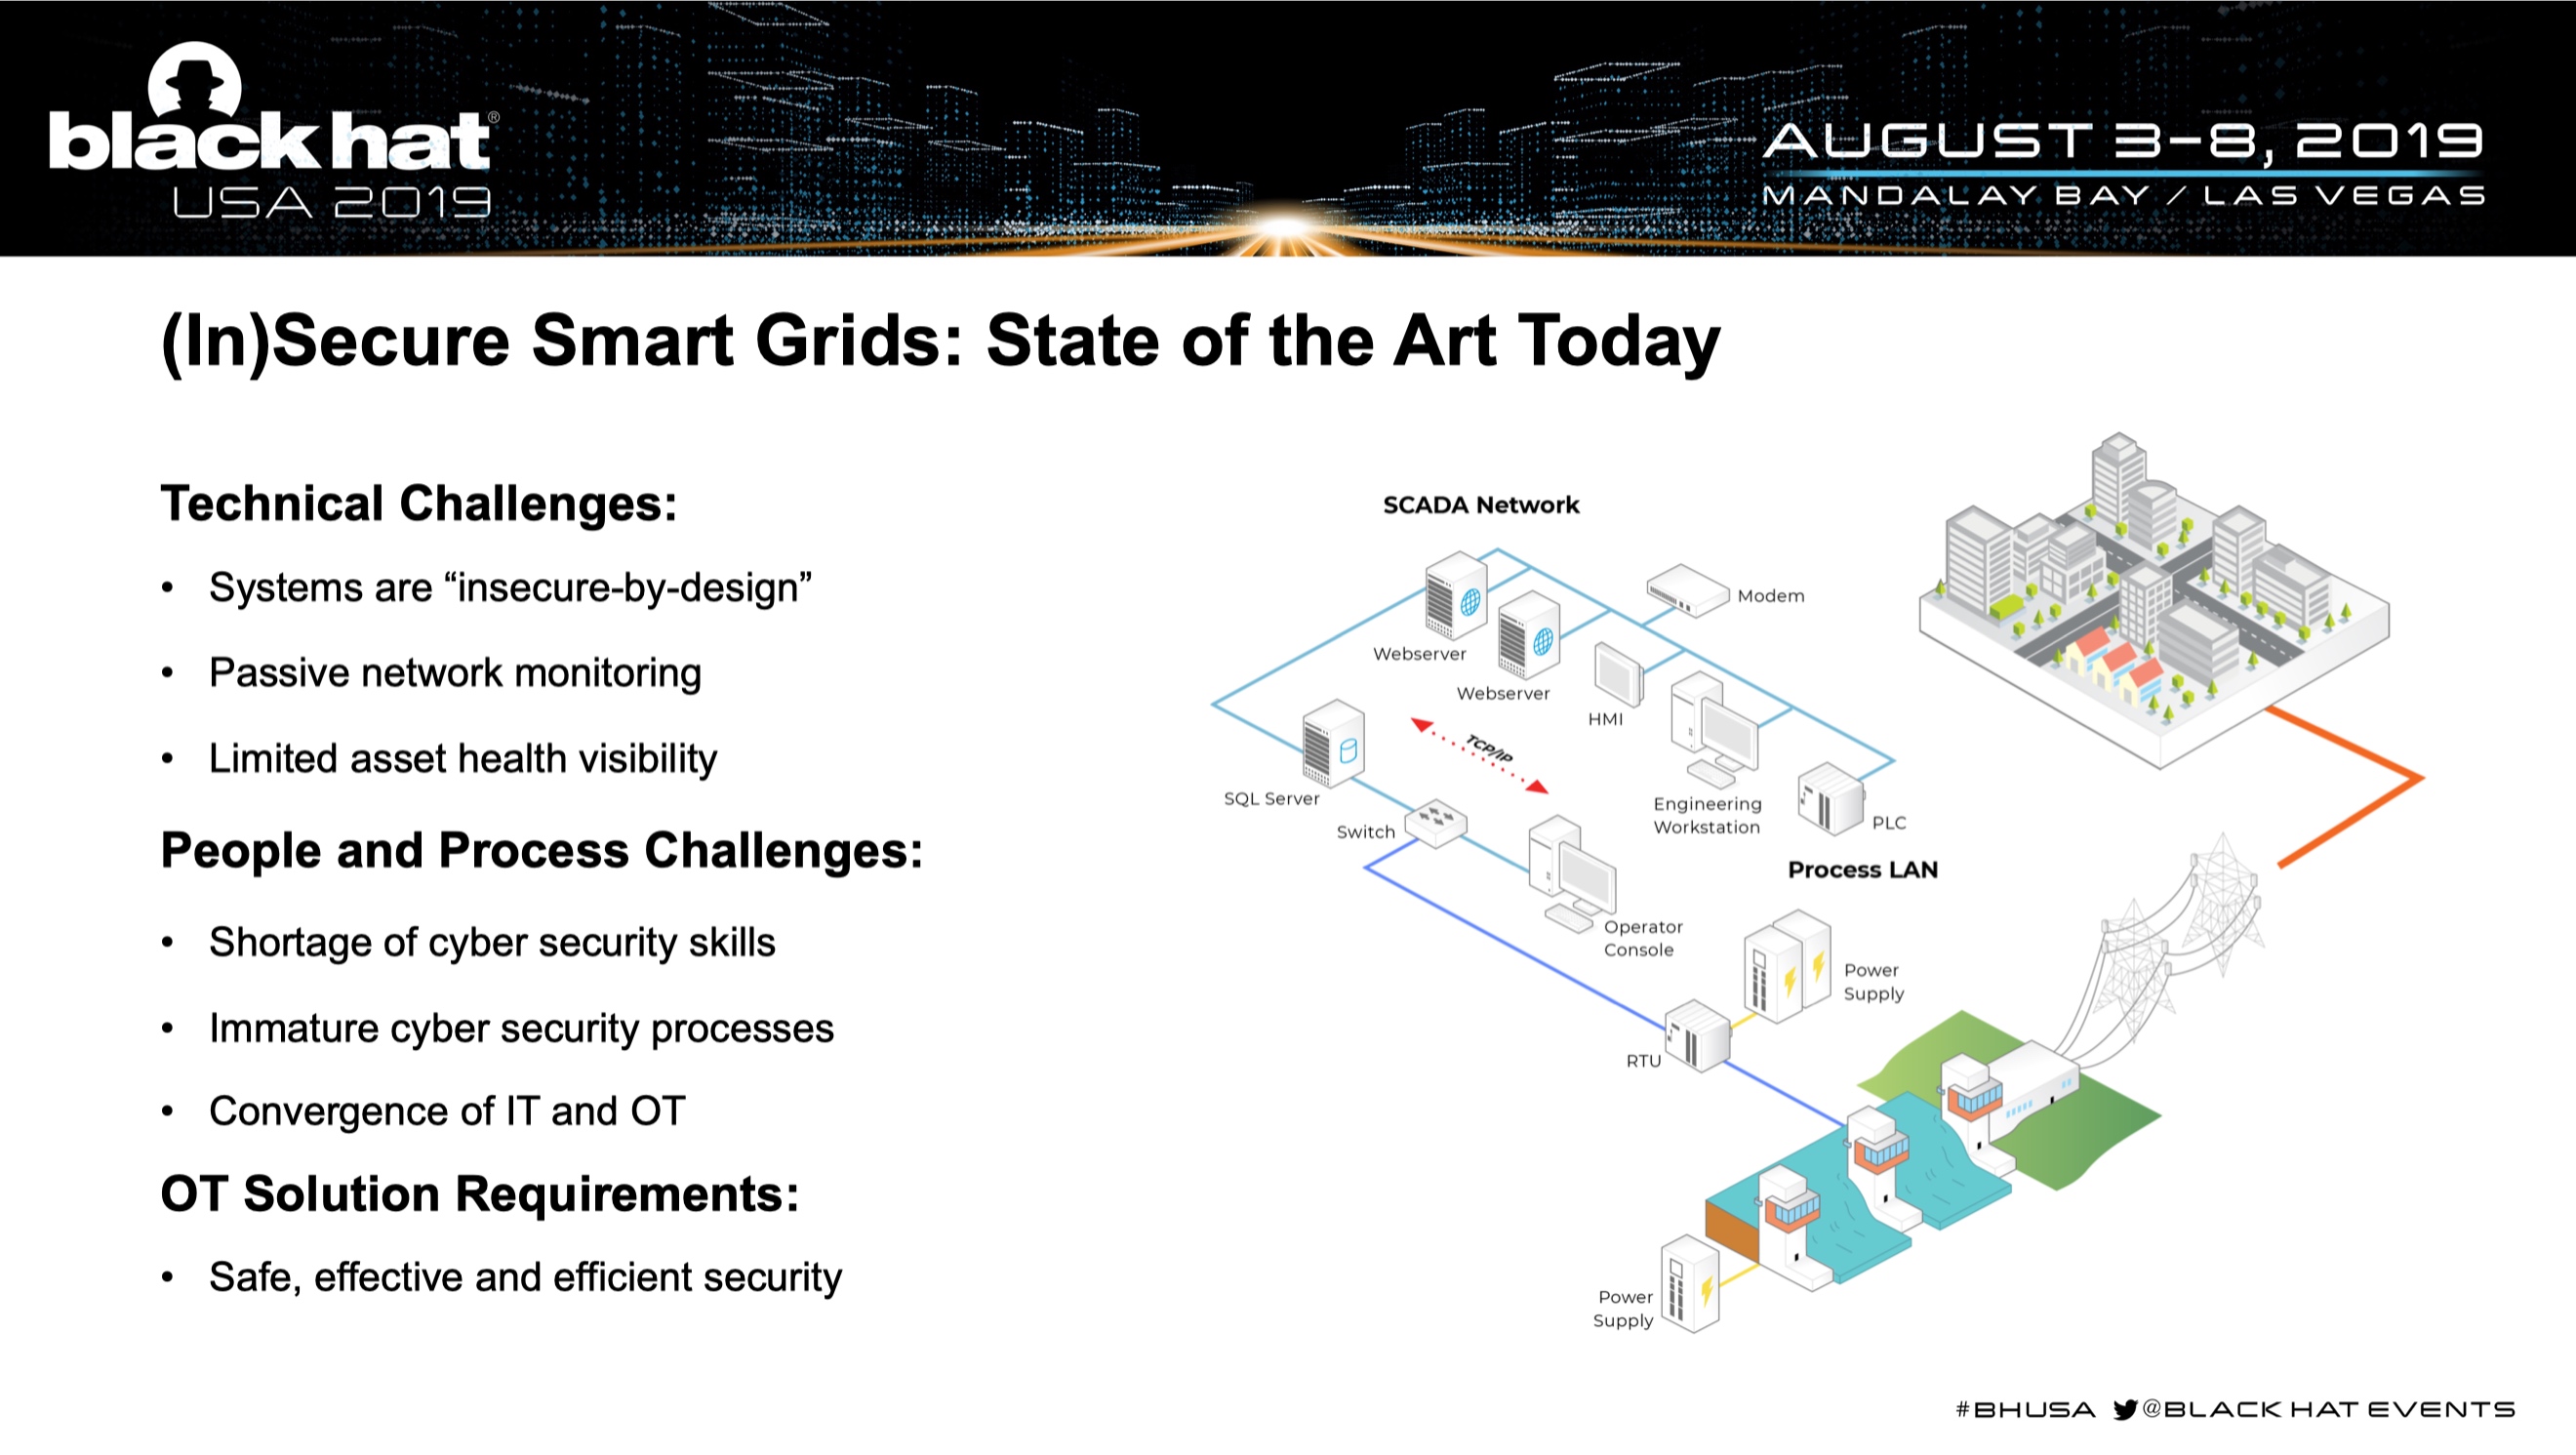 blackhat®
USA 2019
AUGUST 3-8, 2019
MANDALAY BAY / LAS VEGAS
(In)Secure Smart Grids: State of the Art Today
Technical Challenges:
• Systems are “insecure-by-design”
• Passive network monitoring
• Limited asset health visibility
People and Process Challenges:
• Shortage of cyber security skills
• Immature cyber security processes
• Convergence of IT and OT
OT Solution Requirements:
• Safe, effective and efficient security
SCADA Network
Modem
Webserver
Webserver
HMI
TCP/IP
SQL Server
Engineering
Workstation
Switch
PLC
Process LAN
Operator
Console
Power
Supply
RTU
Power
Supply
#BHUSA @BLACK HAT EVENTS